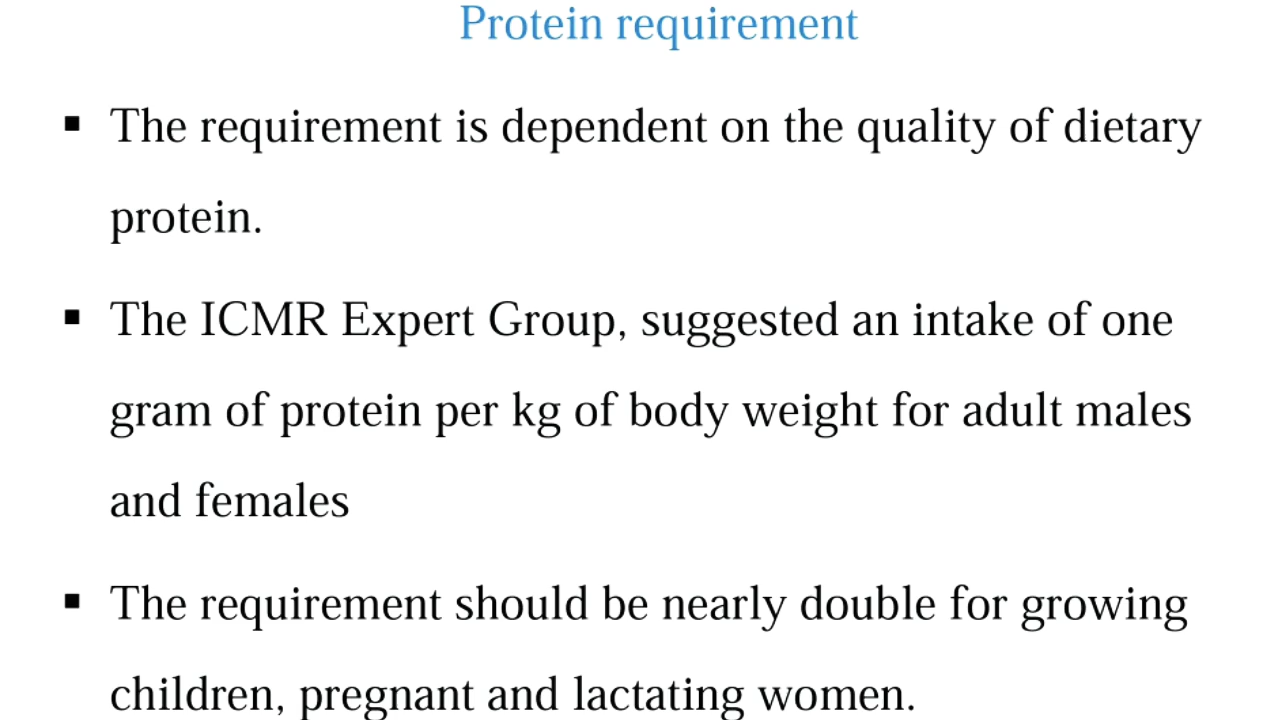 Protein requirement
▪ The requirement is dependent on the quality of dietary
protein.
▪ The ICMR Expert Group, suggested an intake of one
gram of protein per kg of body weight for adult males
and females
▪ The requirement should be nearly double for growing
children, pregnant and lactating women.